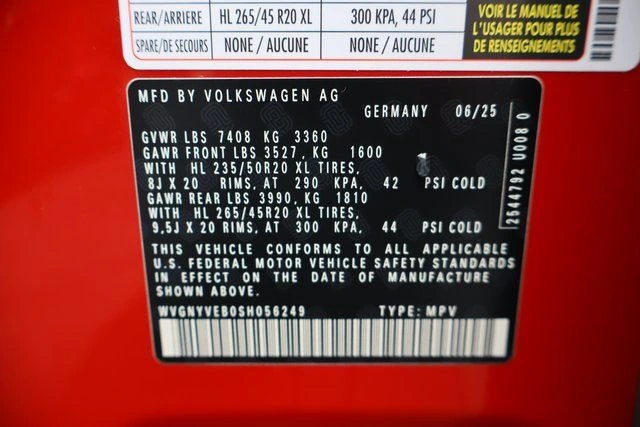 REAR/ARRIERE HL 265/45 R20 XL 300 KPA, 44 PSI
SPARE/DE SECOURS NONE / AUCUNE NONE / AUCUNE
VOIR LE MANUEL DE
L'USAGER POUR PLUS
DE RENSEIGNEMENTS
MFD BY VOLKSWAGEN AG
GERMANY 06/25
GVWR LBS 7408 KG 3360
GAWR FRONT LBS 3527 , KG 1600
WITH HL 235/50R20 XL TIRES,
8J X 20 RIMS, AT 290 KPA, 42 PSI COLD
GAWR REAR LBS 3990, KG 1810
WITH HL 265/45R20 XL TIRES,
9.5J X 20 RIMS, AT 300 KPA, 44 PSI COLD
THIS VEHICLE CONFORMS TO ALL APPLICABLE
U.S. FEDERAL MOTOR VEHICLE SAFETY STANDARDS
IN EFFECT ON THE DATE OF MANUFACTURE
SHOWN ABOVE.
WVGNYVEB0SH056249 TYPE: MPV
2544792 U008 0